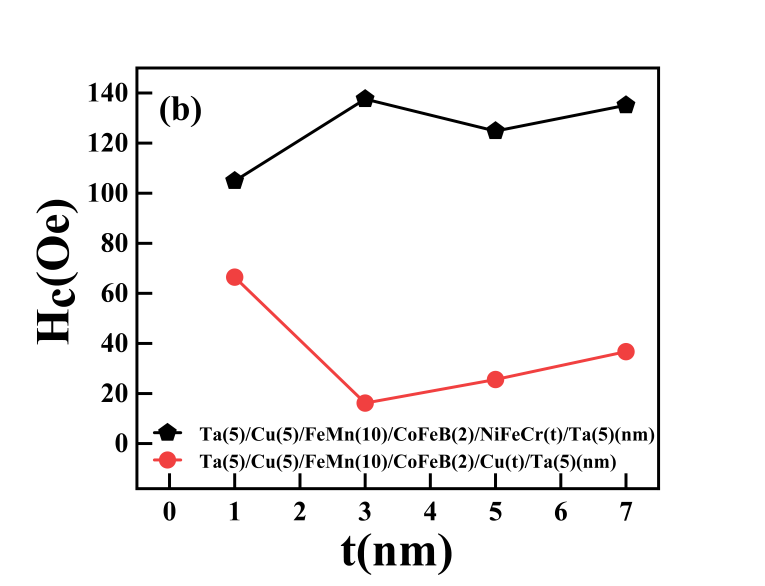 (b)
140
120
100
80
60
40
20
0
Hc(Oe)
Ta(5)/Cu(5)/FeMn(10)/CoFeB(2)/NiFeCr(t)/Ta(5)(nm)
Ta(5)/Cu(5)/FeMn(10)/CoFeB(2)/Cu(t)/Ta(5)(nm)
0 1 2 3 4 5 6 7
t(nm)